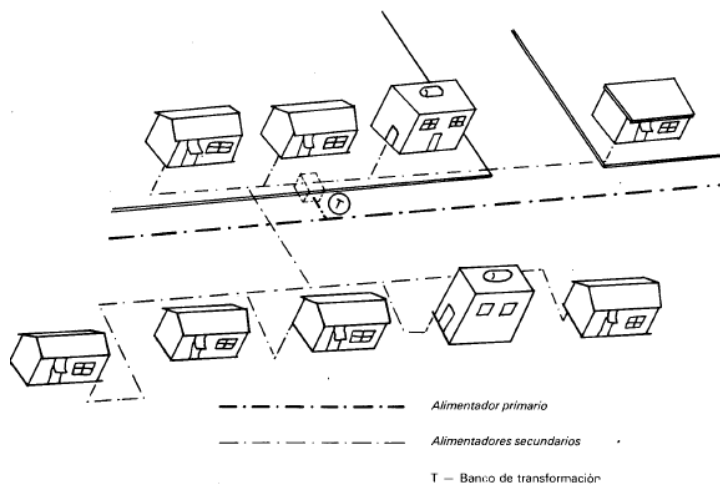 T
Alimentador primario
Alimentadores secundarios
T — Banco de transformación